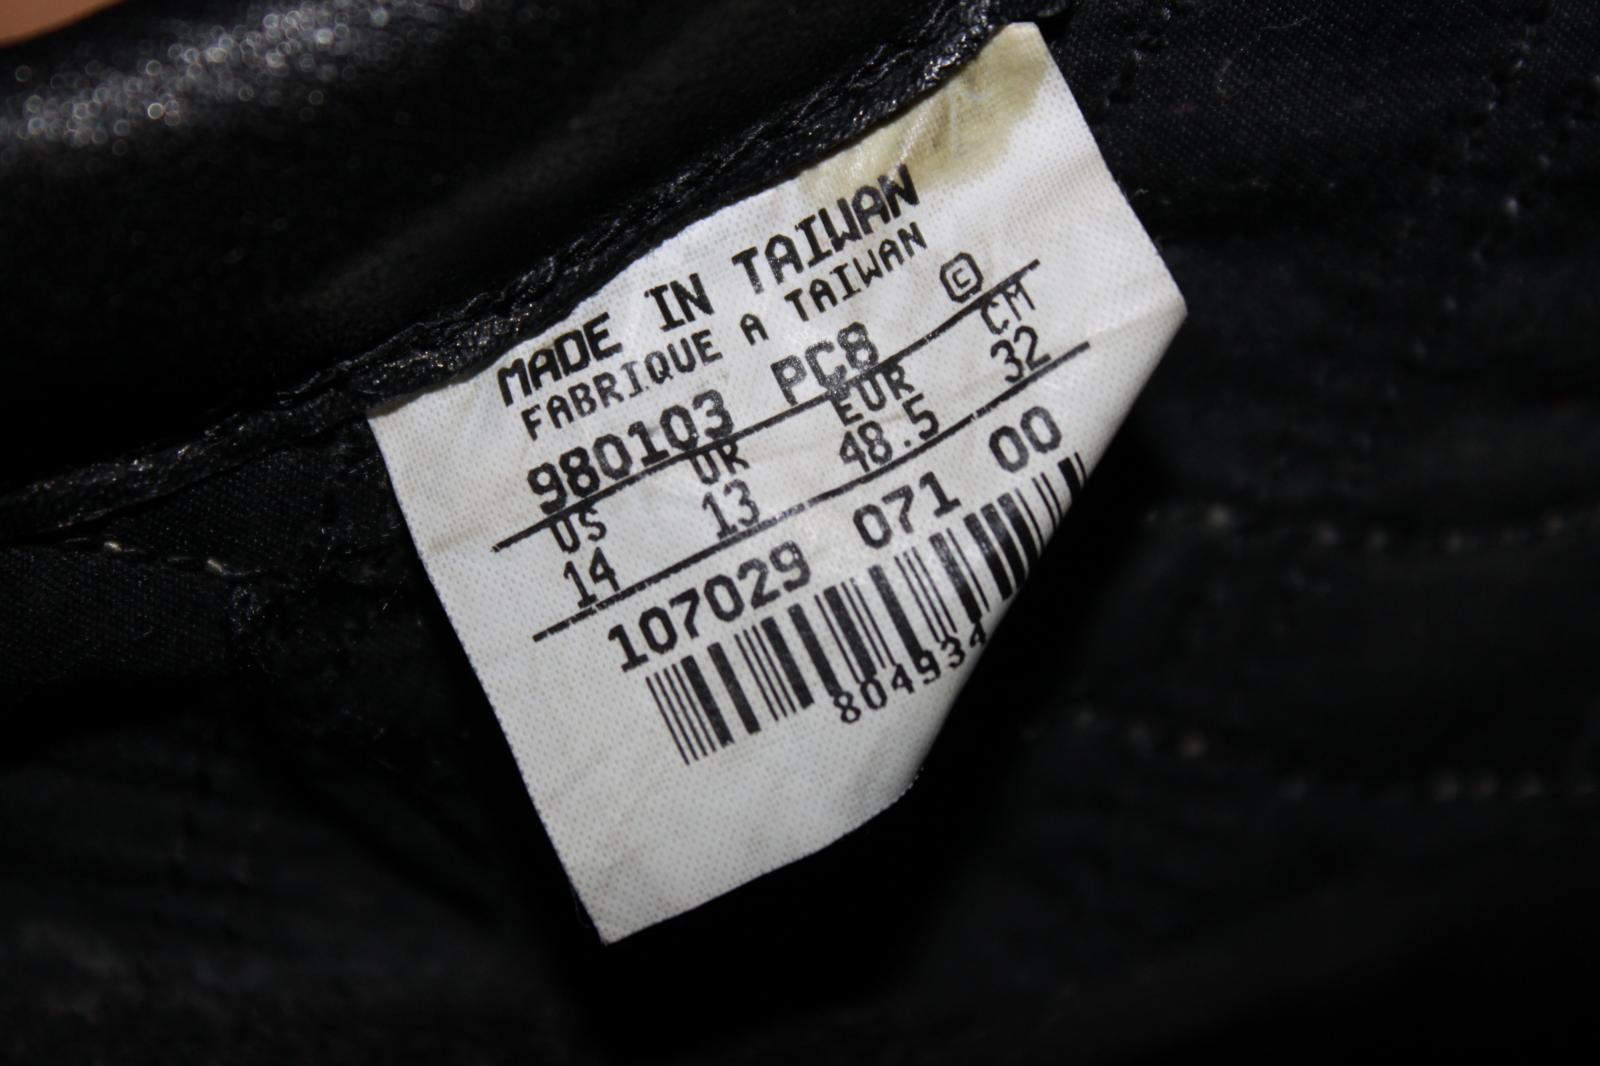 MADE IN TAIWAN
FABRIQUE A TAIWAN
980103 PC8 ©
US UK EUR CM
14 13 48.5 32
107029 071 00
804934